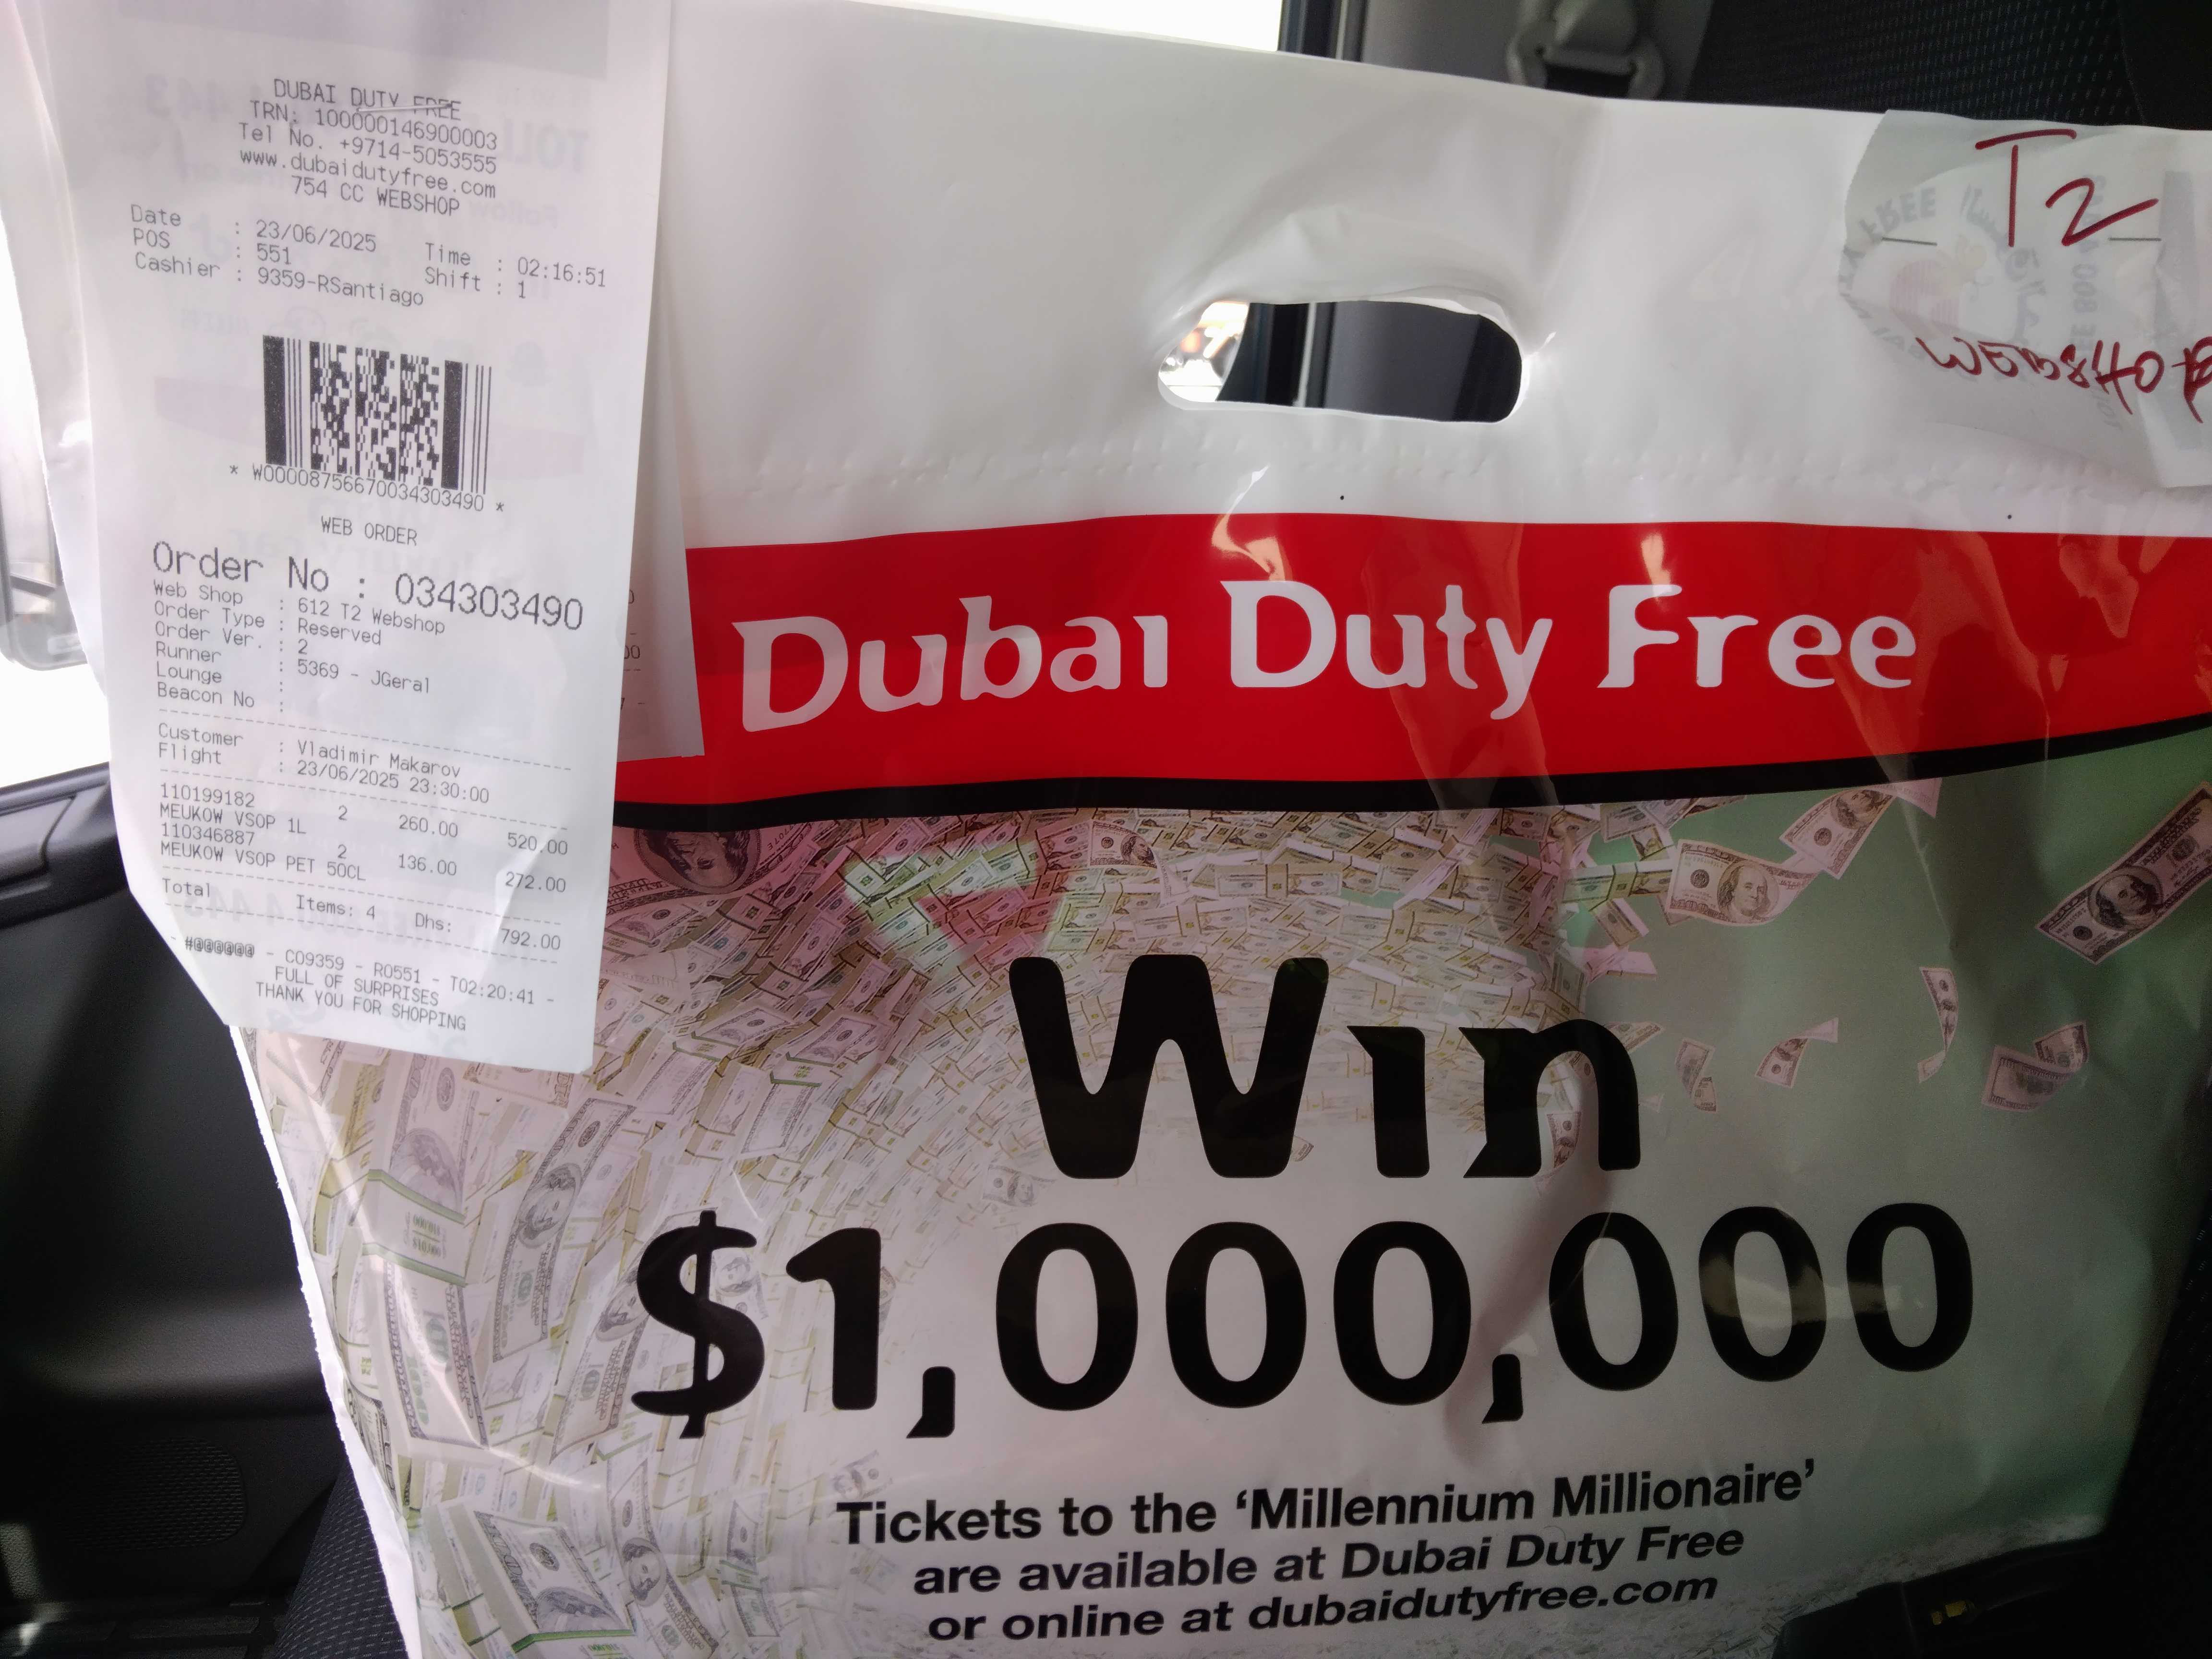 DUBAI DUTY FREE
TRN: 100000146900003
Tel No. +9714-5053555
www.dubaidutyfree.com
754 CC WEBSHOP
Date : 23/06/2025 Time : 02:16:51
POS : 551 Shift : 1
Cashier : 9359-RSantiago
* W00008756670034303490 *
WEB ORDER
Order No : 034303490
Web Shop : 612 T2 Webshop
Order Type : Reserved
Order Ver. : 2
Runner : 5369 - JGeral
Lounge :
Beacon No :
Customer : Vladimir Makarov
Flight : 23/06/2025 23:30:00
110199182 2 260.00 520.00
MEUKOW VSOP 1L
110346887 2 136.00 272.00
MEUKOW VSOP PET 50CL
Total Items: 4 Dhs: 792.00
- #@@@@@@ - C09359 - R0551 - T02:20:41 -
FULL OF SURPRISES
THANK YOU FOR SHOPPING
T2
WEBSHOP
Dubai Duty Free
Win
$1,000,000
Tickets to the ‘Millennium Millionaire’
are available at Dubai Duty Free
or online at dubaidutyfree.com